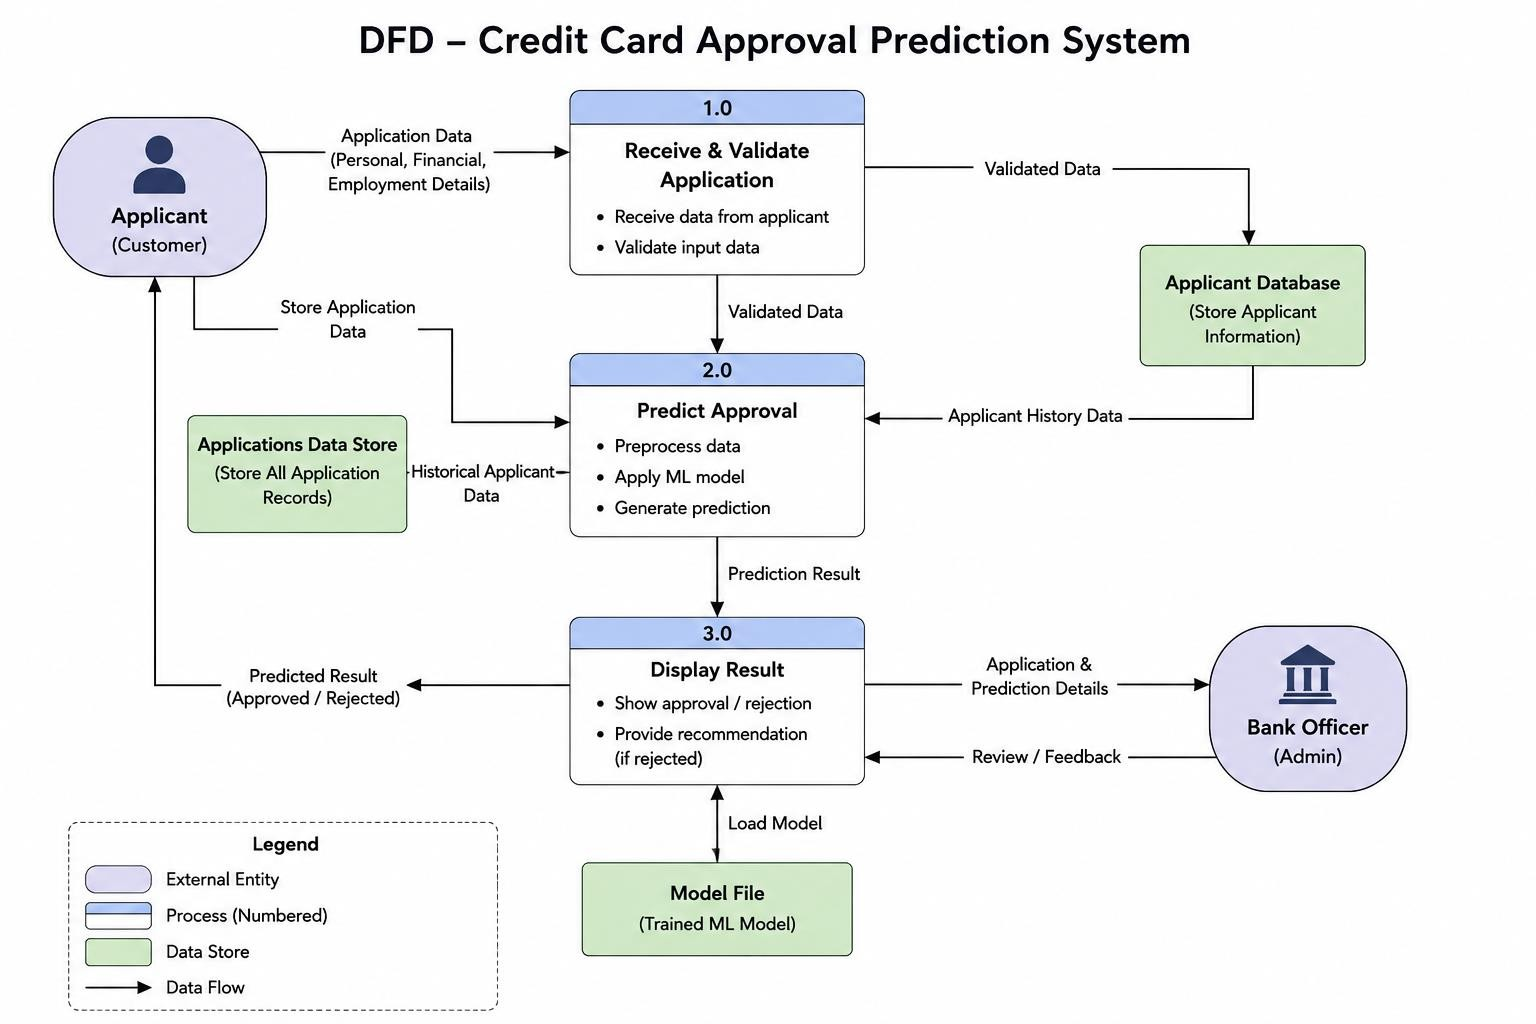 DFD – Credit Card Approval Prediction System
1.0
Receive & Validate
Application
• Receive data from applicant
• Validate input data
Application Data
(Personal, Financial,
Employment Details)
Applicant
(Customer)
Validated Data
Applicant Database
(Store Applicant
Information)
Store Application
Data
Validated Data
2.0
Predict Approval
• Preprocess data
• Apply ML model
• Generate prediction
Applicant History Data
Applications Data Store
(Store All Application
Records)
Historical Applicant
Data
Prediction Result
3.0
Display Result
• Show approval / rejection
• Provide recommendation
(if rejected)
Predicted Result
(Approved / Rejected)
Application &
Prediction Details
Review / Feedback
Bank Officer
(Admin)
Load Model
Model File
(Trained ML Model)
Legend
External Entity
Process (Numbered)
Data Store
Data Flow